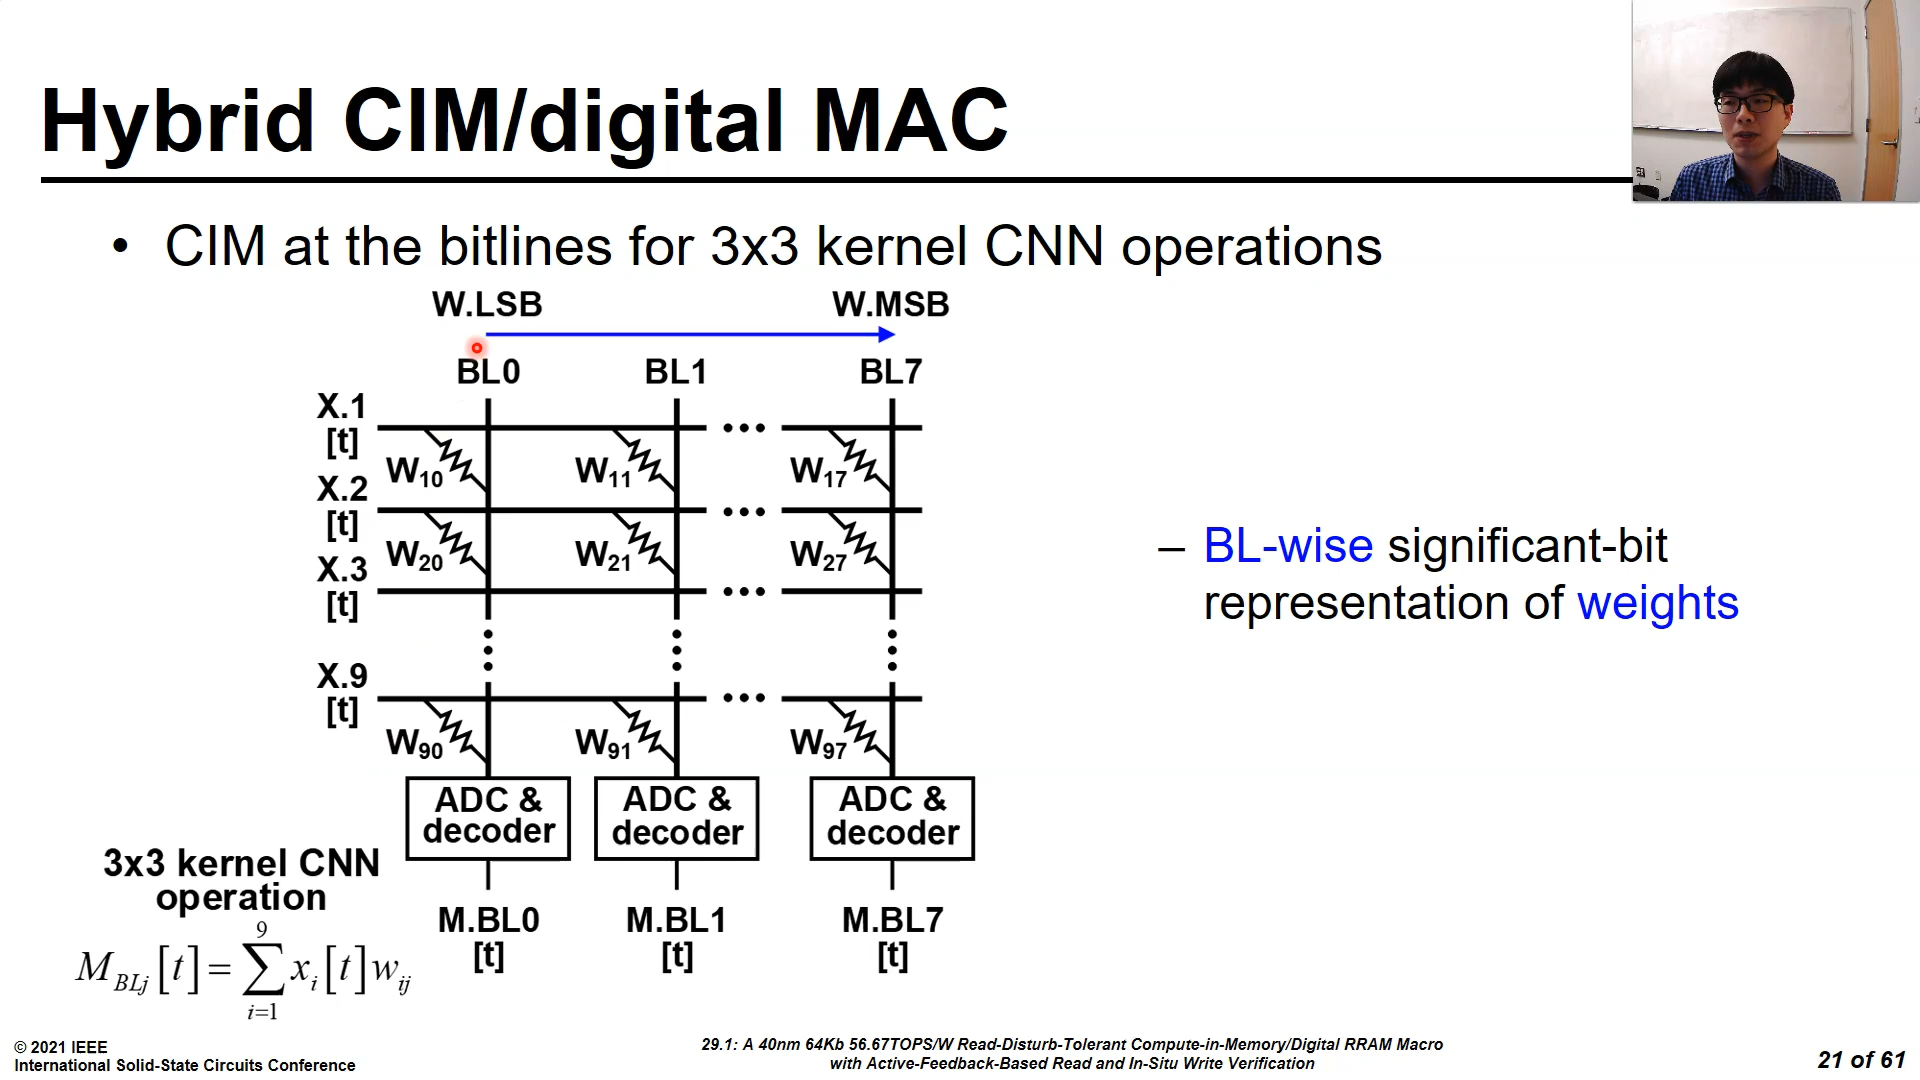 Hybrid CIM/digital MAC
• CIM at the bitlines for 3x3 kernel CNN operations
W.LSB W.MSB
BL0 BL1 BL7
X.1
[t]
W10 W11 W17
X.2
[t]
W20 W21 W27
X.3
[t]
X.9
[t]
W90 W91 W97
ADC &
decoder
ADC &
decoder
ADC &
decoder
M.BL0
[t]
M.BL1
[t]
M.BL7
[t]
3x3 kernel CNN
operation
M_BLj [t] = ∑_{i=1}^{9} x_i [t] w_ij
– BL-wise significant-bit
representation of weights
© 2021 IEEE
International Solid-State Circuits Conference
29.1: A 40nm 64Kb 56.67TOPS/W Read-Disturb-Tolerant Compute-in-Memory/Digital RRAM Macro
with Active-Feedback-Based Read and In-Situ Write Verification
21 of 61